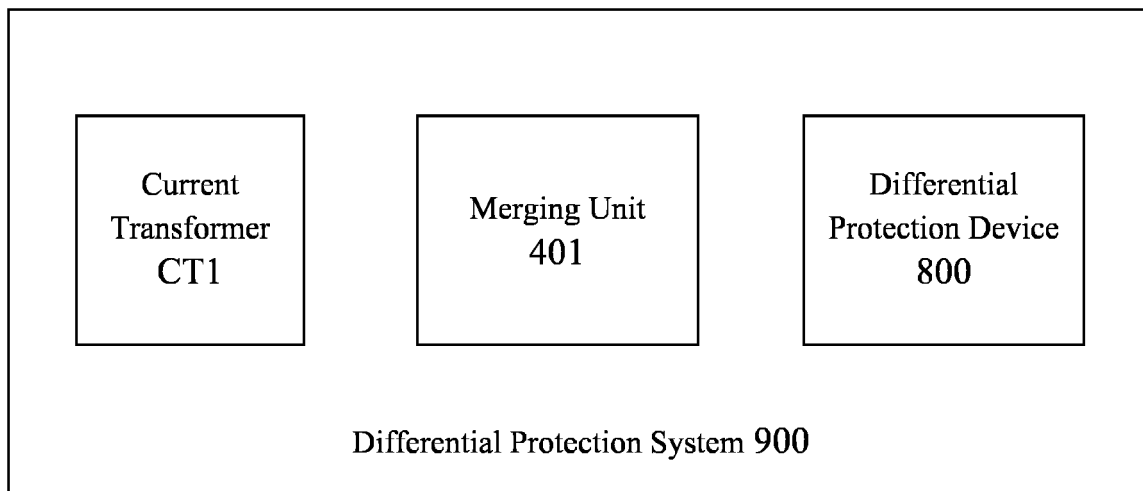 Current
Transformer
CT1
Merging Unit
401
Differential
Protection Device
800
Differential Protection System 900